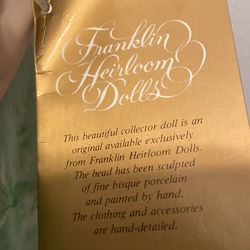 Franklin
Heirloom
Dolls
This beautiful collector doll is an
original available exclusively
from Franklin Heirloom Dolls.
The head has been sculpted
of fine bisque porcelain
and painted by hand.
The clothing and accessories
are hand-detailed.